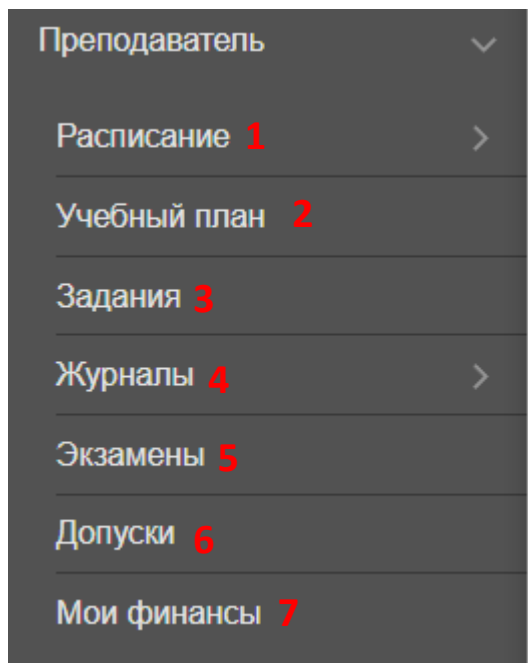 Преподаватель
Расписание 1
Учебный план 2
Задания 3
Журналы 4
Экзамены 5
Допуски 6
Мои финансы 7